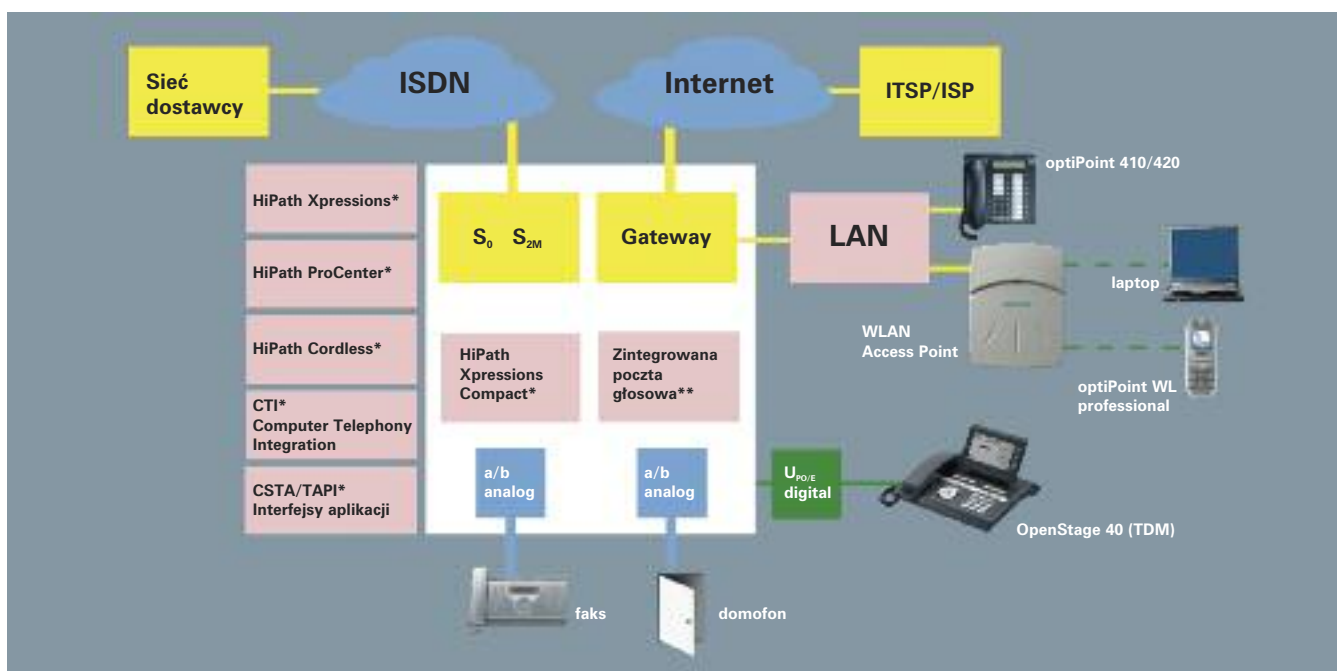 Sieć
dostawcy
ISDN
Internet
ITSP/ISP
optiPoint 410/420
HiPath Xpressions*
S₀ S₂ₘ
Gateway
LAN
HiPath ProCenter*
laptop
WLAN
Access Point
HiPath Cordless*
HiPath
Xpressions
Compact*
Zintegrowana
poczta
głosowa**
optiPoint WL
professional
CTI*
Computer Telephony
Integration
CSTA/TAPI*
Interfejsy aplikacji
a/b
analog
a/b
analog
UPO/E
digital
OpenStage 40 (TDM)
faks
domofon